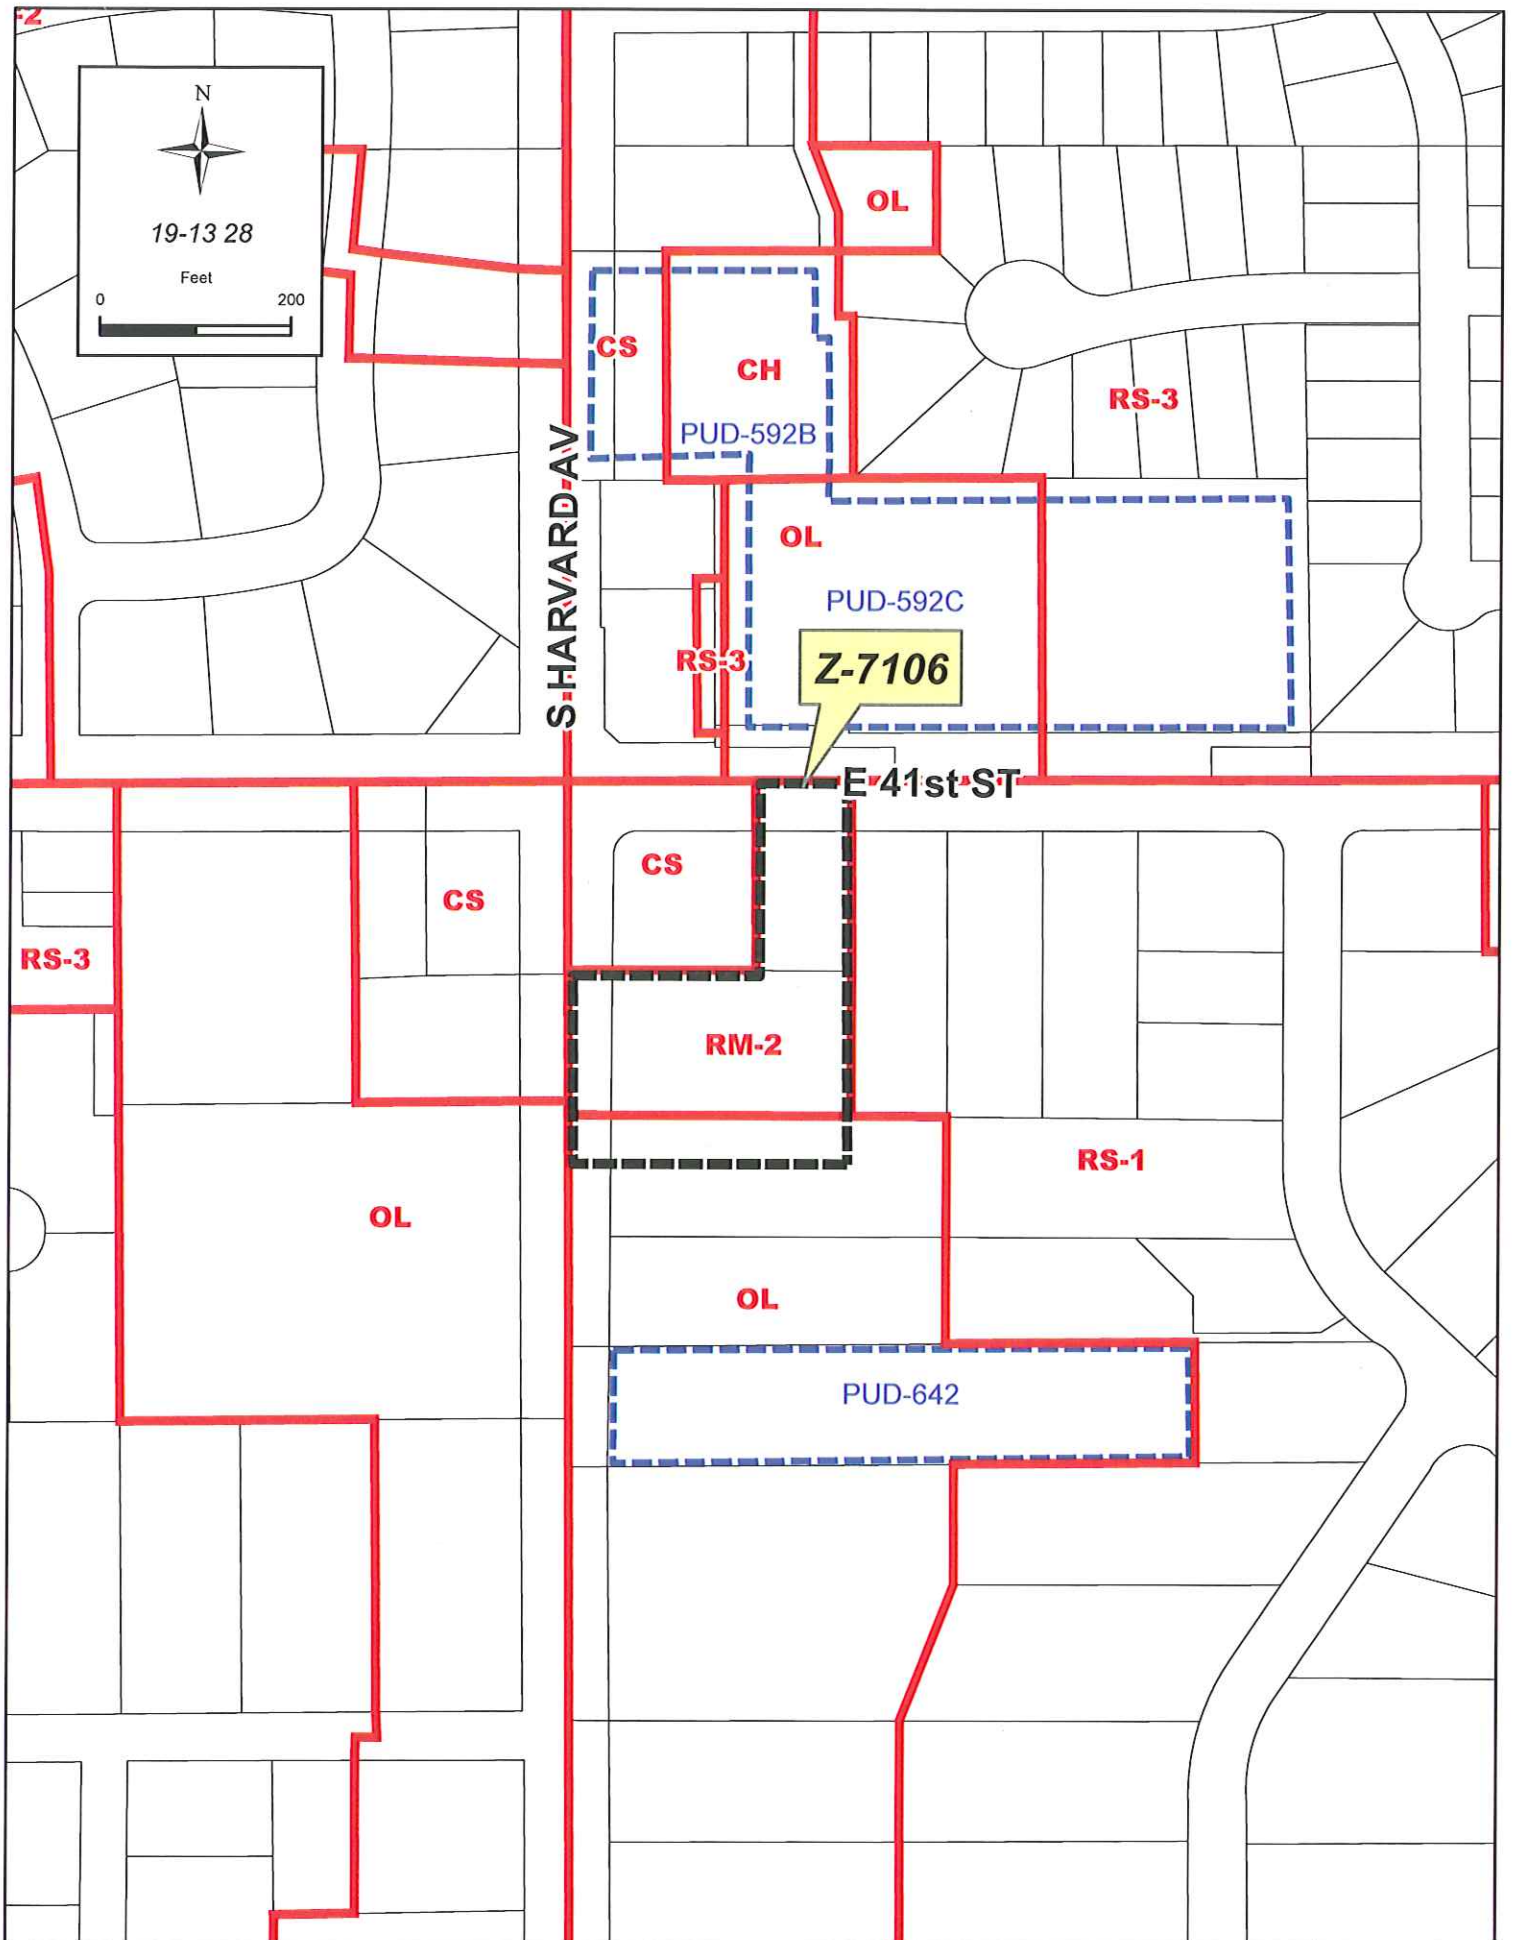 -2
N
19-13 28
Feet
0 200
OL
CS
CH
RS-3
PUD-592B
S HARVARD AV
OL
PUD-592C
RS-3
Z-7106
E 41st ST
CS
CS
RS-3
RM-2
RS-1
OL
OL
PUD-642